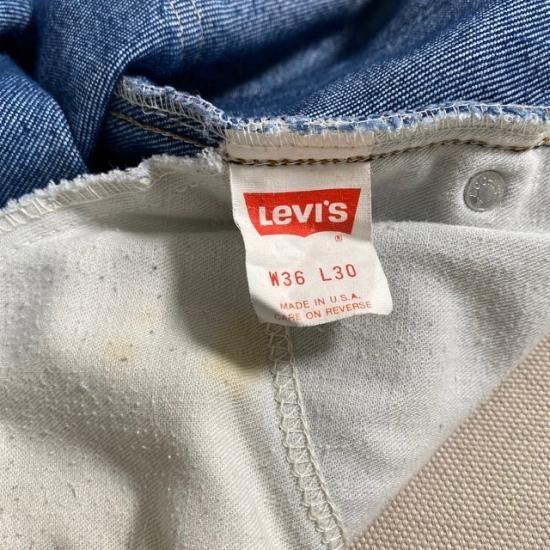 Levi's
®
W36 L30
MADE IN U.S.A.
CARE ON REVERSE